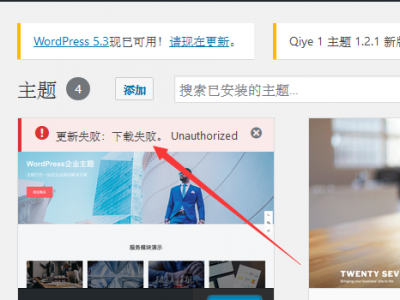 WordPress 5.3现已可用！请现在更新。
Qiye 1 主题 1.2.1 新版
主题 4 添加 搜索已安装的主题...
更新失败：下载失败。 Unauthorized
WordPress企业主题
服务模块演示
TWENTY SEV